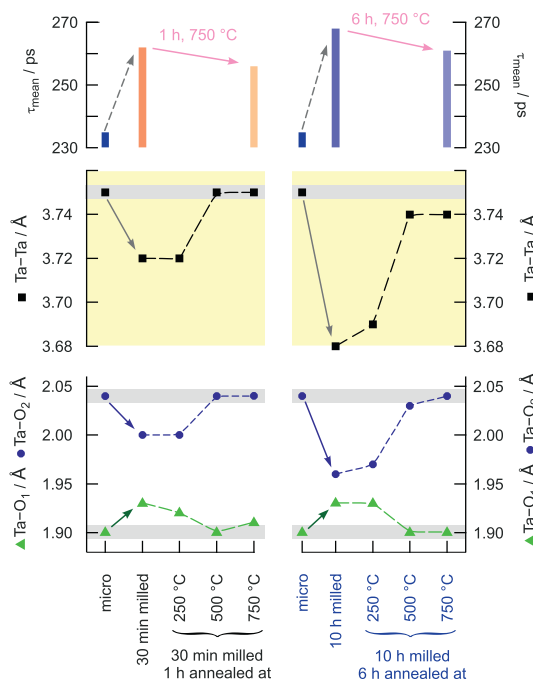 270
1 h, 750 °C
6 h, 750 °C
270
τmean / ps
250
250
τmean / ps
230
230
■ Ta–Ta / Å
3.74
3.72
3.70
3.68
3.74
3.72
3.70
3.68
■ Ta–Ta / Å
▲ Ta–O₁ / Å ● Ta–O₂ / Å
2.05
2.00
1.95
1.90
2.05
2.00
1.95
1.90
micro
30 min milled
250 °C
500 °C
750 °C
micro
10 h milled
250 °C
500 °C
750 °C
30 min milled
1 h annealed at
10 h milled
6 h annealed at